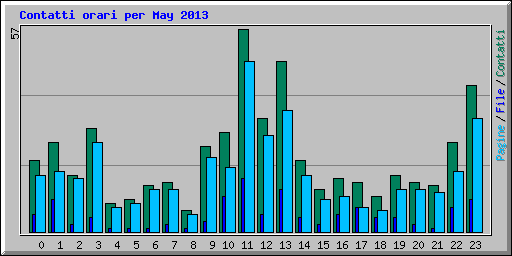 Contatti orari per May 2013
57
Pagine/File/Contatti
0 1 2 3 4 5 6 7 8 9 10 11 12 13 14 15 16 17 18 19 20 21 22 23